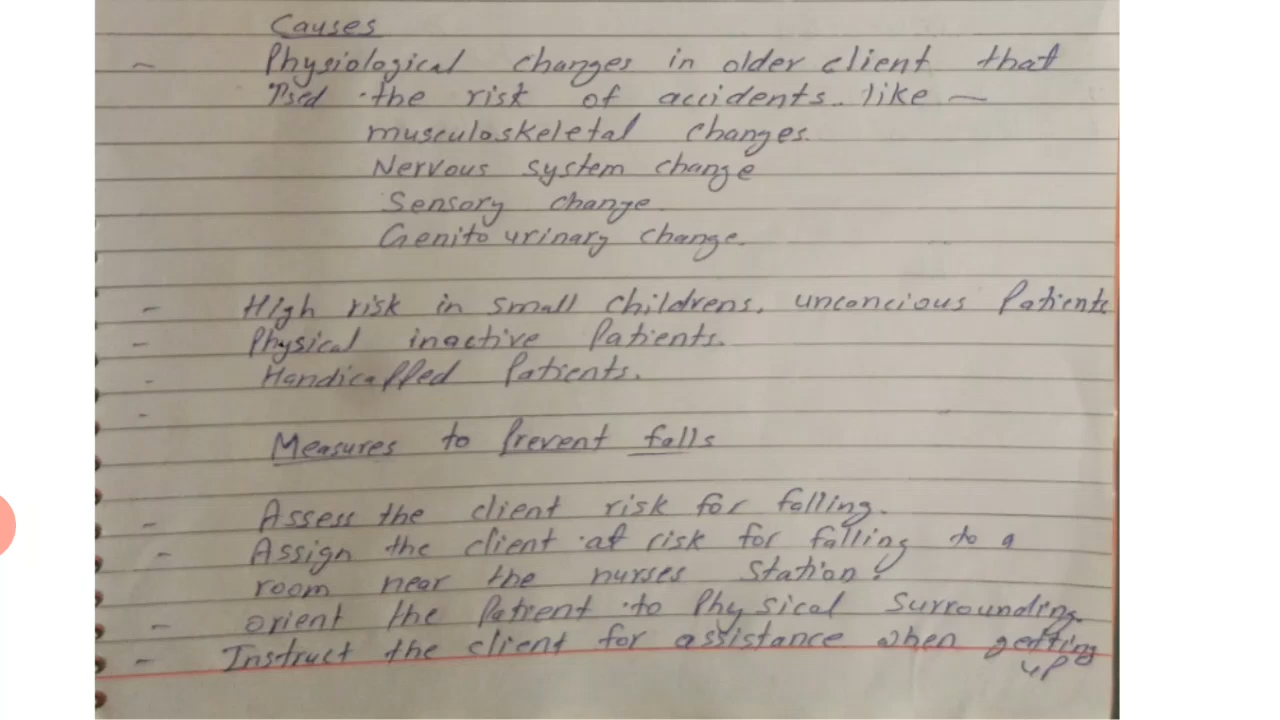 Causes
- Physiological changes in older client that
↑sed the risk of accidents like -
musculoskeletal changes.
Nervous system change
Sensory change
Genito urinary change.
- High risk in small childrens, unconcious Patients
- Physical inactive Patients.
- Handicapped Patients.
-
Measures to Prevent falls
- Assess the client risk for falling.
- Assign the client at risk for falling to a
room near the nurses station.
- orient the Patient to Physical surrounding.
- Instruct the client for assistance when getting
up